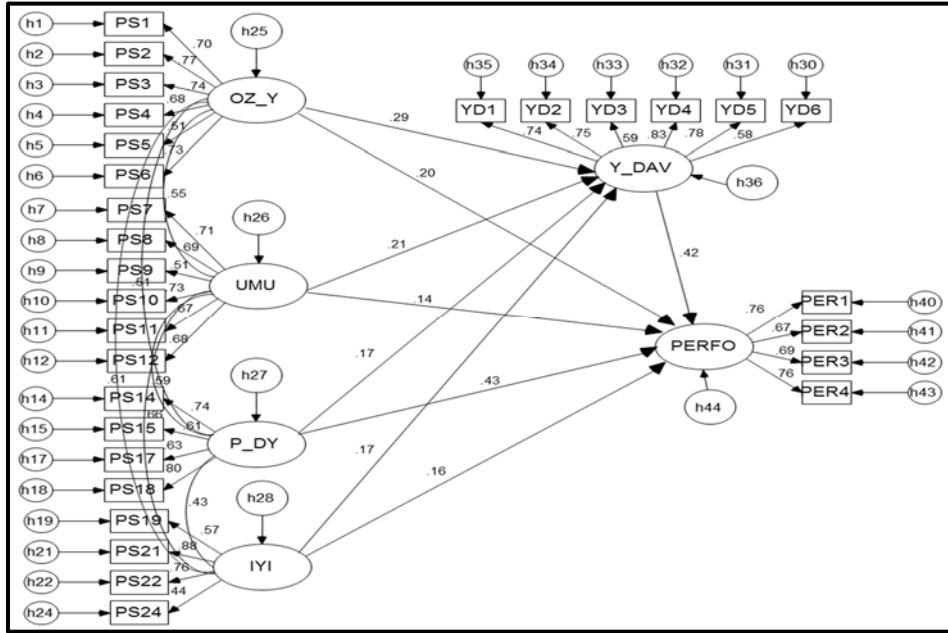 h1 PS1
h2 PS2
h3 PS3
h4 PS4
h5 PS5
h6 PS6
h7 PS7
h8 PS8
h9 PS9
h10 PS10
h11 PS11
h12 PS12
h14 PS14
h15 PS15
h17 PS17
h18 PS18
h19 PS19
h21 PS21
h22 PS22
h24 PS24
.70
.77
.74
.68
.51
.73
.55
.71
.69
.51
.51
.73
.67
.68
.61
.59
.66
.74
.61
.63
80
.43
.57
.88
.76
.44
h25
OZ_Y
h26
UMU
h27
P_DY
h28
IYI
.29
.20
.21
.14
.17
.43
.17
.16
h35 h34 h33 h32 h31 h30
YD1 YD2 YD3 YD4 YD5 YD6
.74 .75 .59 .83 .78 .58
Y_DAV
h36
.42
PERFO
h44
.76 PER1 h40
.67 PER2 h41
.69 PER3 h42
.76 PER4 h43